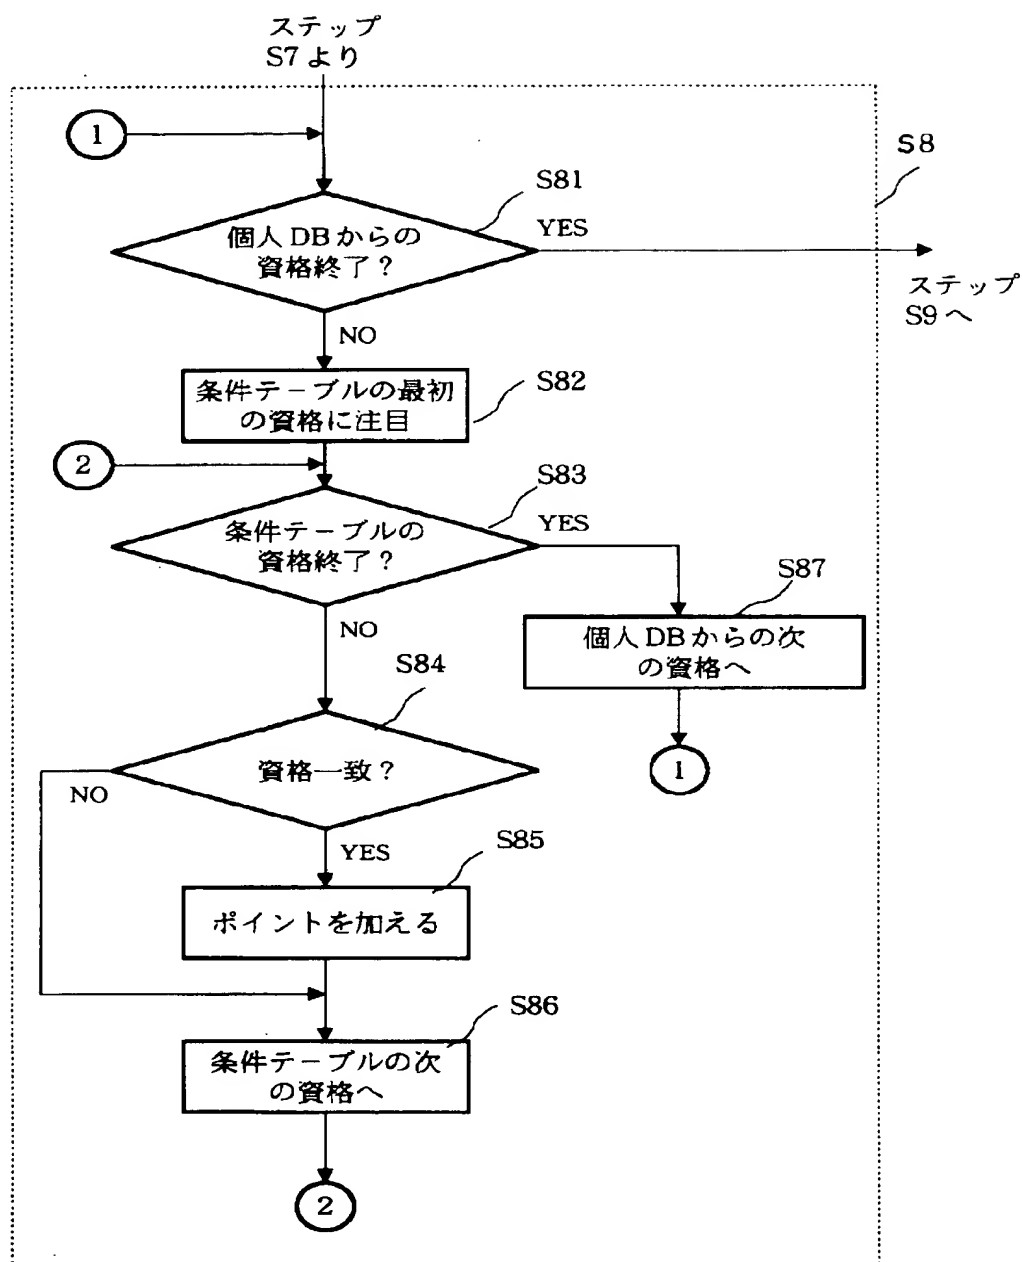 ステップ
S7より
1
S8
S81
個人DBからの
資格終了？
YES
ステップ
S9へ
NO
条件テーブルの最初
の資格に注目
S82
2
S83
条件テーブルの
資格終了？
YES
S87
個人DBからの次
の資格へ
1
NO
S84
資格一致？
NO
YES
S85
ポイントを加える
S86
条件テーブルの次
の資格へ
2